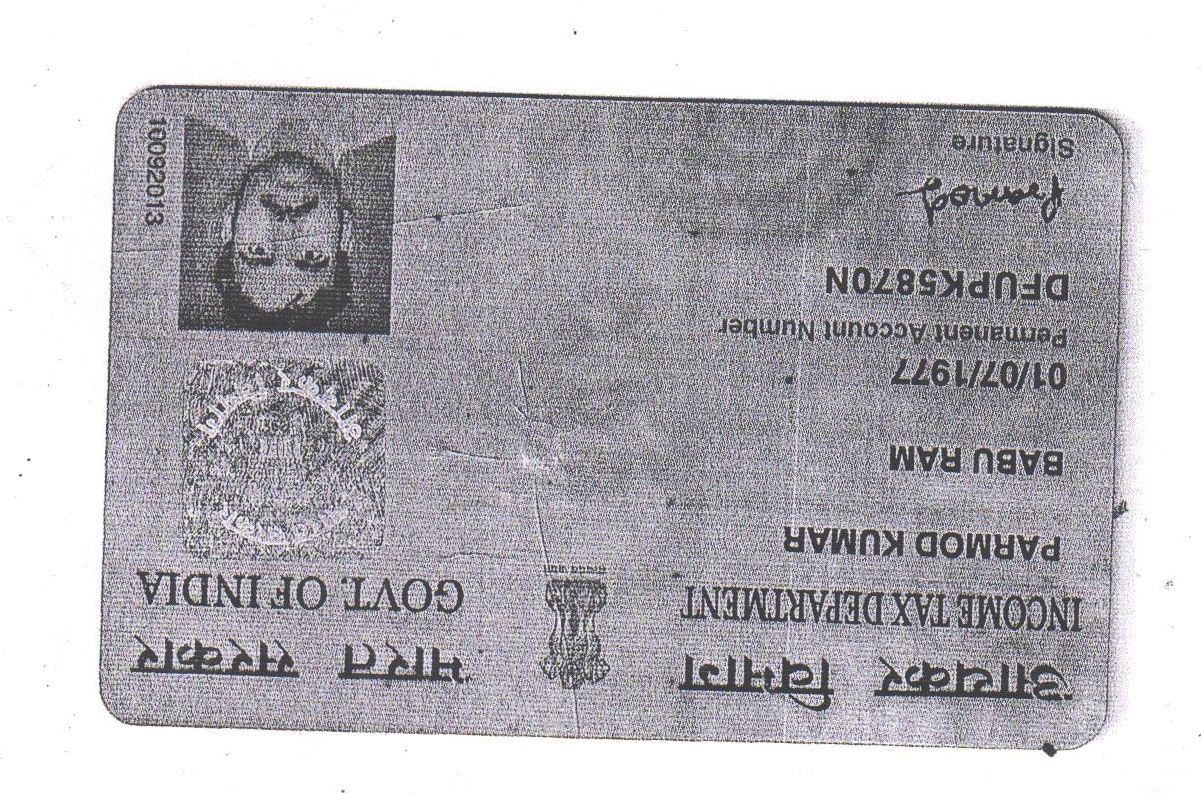 आयकर विभाग
INCOME TAX DEPARTMENT
भारत सरकार
GOVT. OF INDIA
सत्यमेव जयते
PARMOD KUMAR
BABU RAM
01/07/1977
Permanent Account Number
DFUPK5870N
Pramod
Signature
आयकर विभाग
10092013